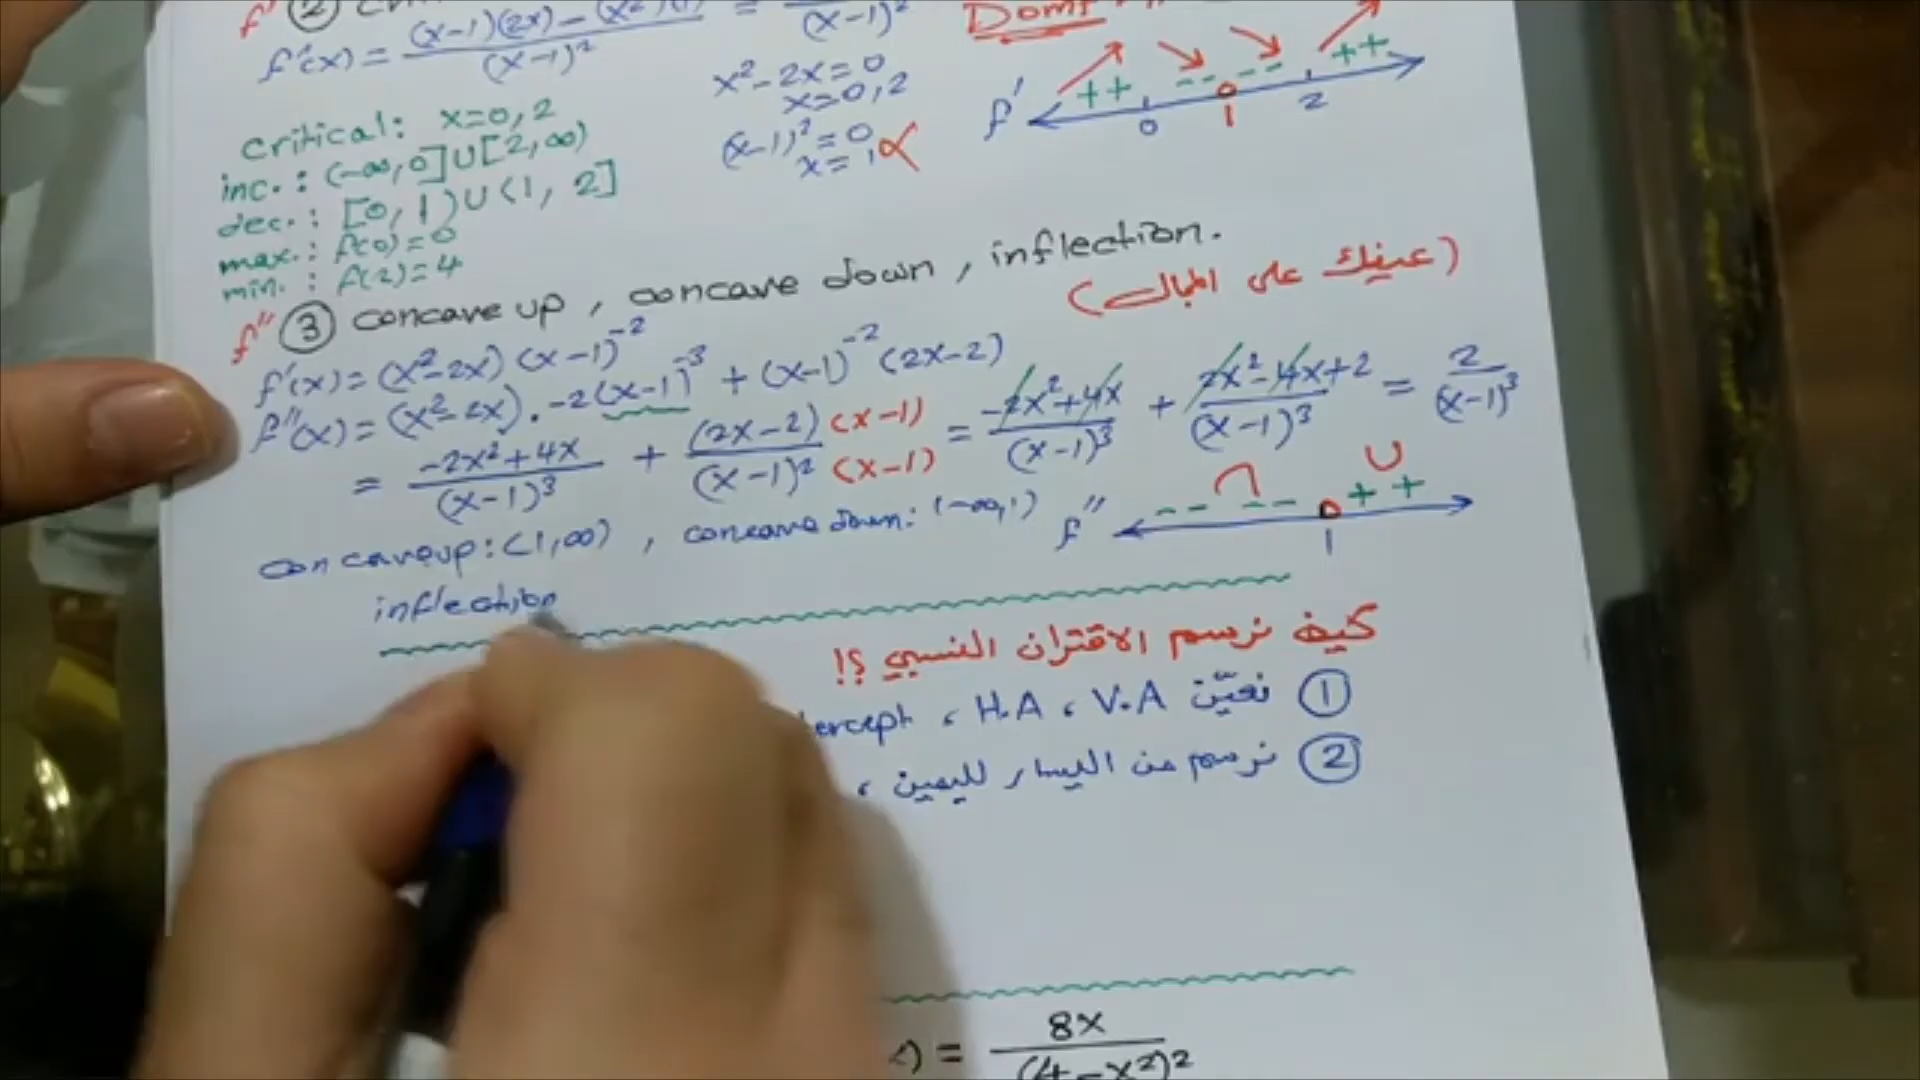 f' ②
f'(x) = (x-1)(2x) - (x²)(1) / (x-1)² = / (x-1)²
x² - 2x = 0
x = 0, 2
(x-1)² = 0
x = 1
f' ++ -- -- ++
0 1 2
critical: x=0, 2
inc.: (-∞, 0] ∪ [2, ∞)
dec.: [0, 1) ∪ (1, 2]
max.: f(0) = 0
min.: f(2) = 4
f'' ③ concave up, concave down, inflection.
(عينك على المجال)
f'(x) = (x²-2x)(x-1)⁻²
f''(x) = (x²-2x). -2(x-1)⁻³ + (x-1)⁻²(2x-2)
= -2x²+4x / (x-1)³ + (2x-2)(x-1) / (x-1)²(x-1) = -2x²+4x / (x-1)³ + 2x²-4x+2 / (x-1)³ = 2 / (x-1)³
concave up: (1, ∞), concave down: (-∞, 1)
f'' -- -- ++
1
inflection
كيف نرسم الاقتران النسبي ؟!
① نعيّن V.A ، H.A ، tercept
② نرسم من اليسار لليمين ،
) = 8x / (4-x²)²